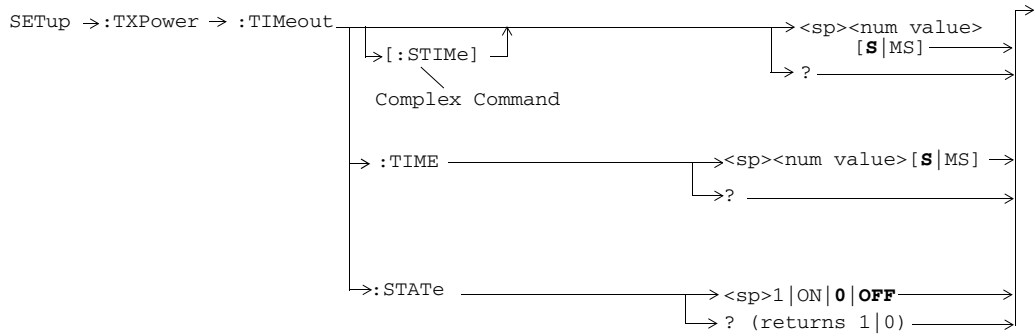 SETup :TXPower :TIMeout <sp><num value>
[:STIMe] [S|MS]
?
Complex Command
:TIME <sp><num value>[S|MS]
?
:STATe <sp>1|ON|0|OFF
? (returns 1|0)